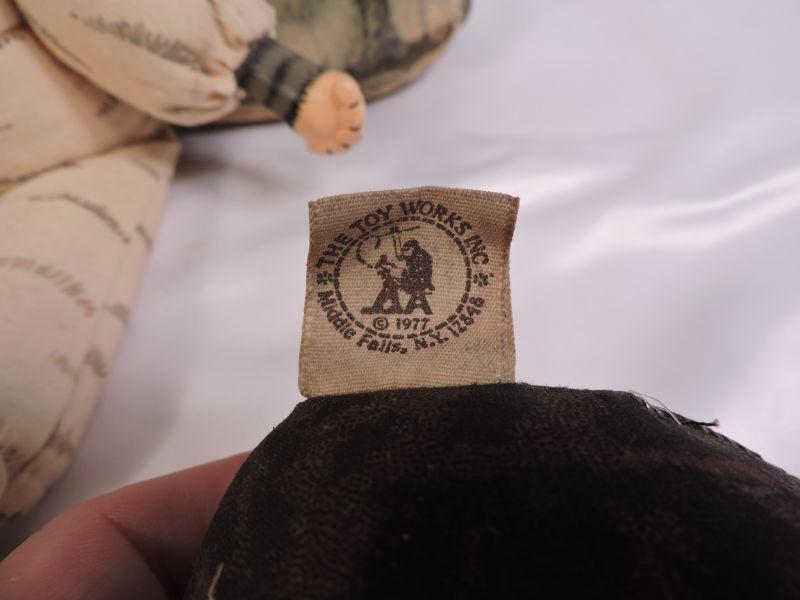 THE TOY WORKS INC
© 1977
Middle Falls, N.Y. 12848